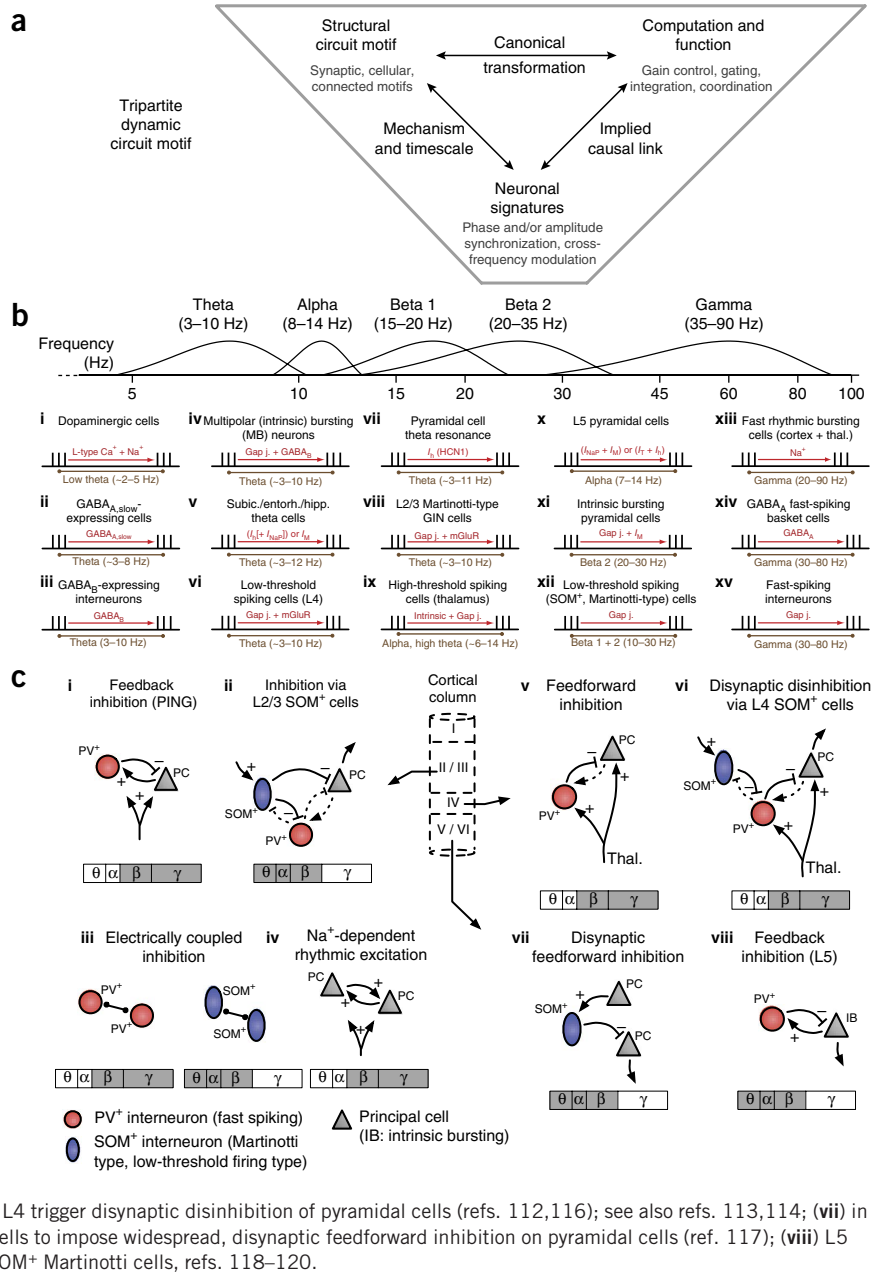 a
Structural
circuit motif
Synaptic, cellular,
connected motifs
Canonical
transformation
Computation and
function
Gain control, gating,
integration, coordination
Tripartite
dynamic
circuit motif
Mechanism
and timescale
Implied
causal link
Neuronal
signatures
Phase and/or amplitude
synchronization, cross-
frequency modulation
b
Theta
(3–10 Hz)
Alpha
(8–14 Hz)
Beta 1
(15–20 Hz)
Beta 2
(20–35 Hz)
Gamma
(35–90 Hz)
Frequency
(Hz)
5 10 15 20 30 45 60 80 100
i Dopaminergic cells
L-type Ca⁺ + Na⁺
Low theta (~2–5 Hz)
iv Multipolar (intrinsic) bursting
(MB) neurons
Gap j. + GABA_B
Theta (~3–10 Hz)
vii Pyramidal cell
theta resonance
I_h (HCN1)
Theta (~3–11 Hz)
x L5 pyramidal cells
(I_NaP + I_M) or (I_T + I_h)
Alpha (7–14 Hz)
xiii Fast rhythmic bursting
cells (cortex + thal.)
Na⁺
Gamma (20–90 Hz)
ii GABA_A,slow-
expressing cells
GABA_A,slow
Theta (~3–8 Hz)
v Subic./entorh./hipp.
theta cells
(I_h[+ I_NaP]) or I_M
Theta (~3–12 Hz)
viii L2/3 Martinotti-type
GIN cells
Gap j. + mGluR
Theta (~3–10 Hz)
xi Intrinsic bursting
pyramidal cells
Gap j. + I_M
Beta 2 (20–30 Hz)
xiv GABA_A fast-spiking
basket cells
GABA_A
Gamma (30–80 Hz)
iii GABA_B-expressing
interneurons
GABA_B
Theta (3–10 Hz)
vi Low-threshold
spiking cells (L4)
Gap j. + mGluR
Theta (~3–10 Hz)
ix High-threshold spiking
cells (thalamus)
Intrinsic + Gap j.
Alpha, high theta (~6–14 Hz)
xii Low-threshold spiking
(SOM⁺, Martinotti-type) cells
Gap j.
Beta 1 + 2 (10–30 Hz)
xv Fast-spiking
interneurons
Gap j.
Gamma (30–80 Hz)
c
i Feedback
inhibition (PING)
PV⁺
−
+
PC
+ +
θ α β γ
ii Inhibition via
L2/3 SOM⁺ cells
+
−
PC
SOM⁺
−
PV⁺
θ α β γ
Cortical
column
I
II / III
IV
V / VI
v Feedforward
inhibition
−
PC
+
PV⁺
+
Thal.
θ α β γ
vi Disynaptic disinhibition
via L4 SOM⁺ cells
+
−
PC
SOM⁺
−
+
PV⁺
+
Thal.
θ α β γ
iii Electrically coupled
inhibition
PV⁺
PV⁺
SOM⁺
SOM⁺
θ α β γ
θ α β γ
iv Na⁺-dependent
rhythmic excitation
PC
+
+
PC
+
θ α β γ
vii Disynaptic
feedforward inhibition
SOM⁺
+
PC
−
PC
θ α β γ
viii Feedback
inhibition (L5)
PV⁺
−
IB
+
θ α β γ
PV⁺ interneuron (fast spiking)
SOM⁺ interneuron (Martinotti
type, low-threshold firing type)
Principal cell
(IB: intrinsic bursting)
L4 trigger disynaptic disinhibition of pyramidal cells (refs. 112,116); see also refs. 113,114; (vii) in
ells to impose widespread, disynaptic feedforward inhibition on pyramidal cells (ref. 117); (viii) L5
OM⁺ Martinotti cells, refs. 118–120.